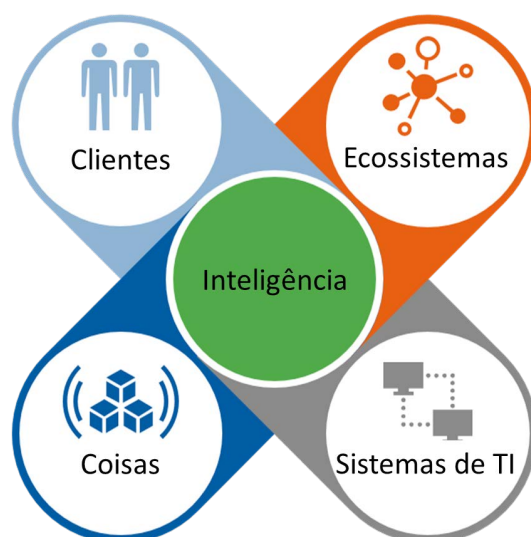 Clientes
Ecossistemas
Inteligência
Coisas
Sistemas de TI